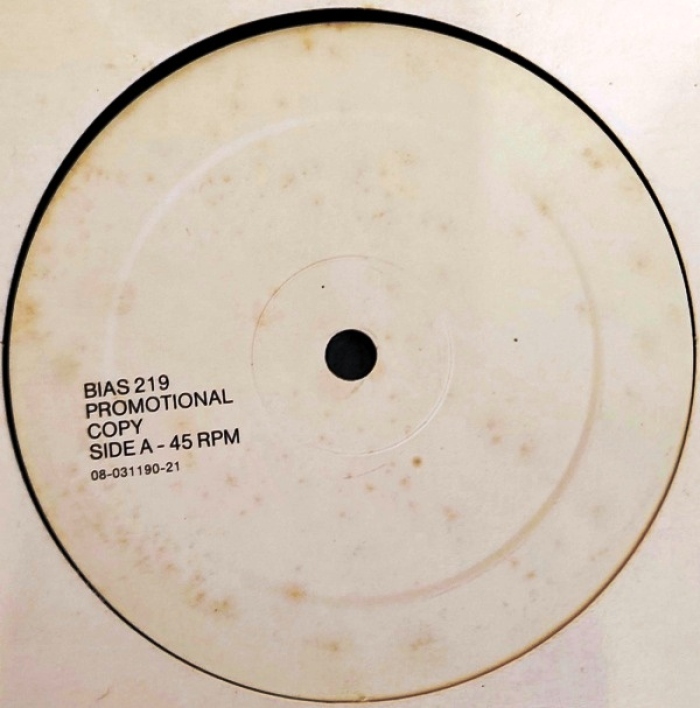 BIAS 219
PROMOTIONAL
COPY
SIDE A - 45 RPM
08-031190-21